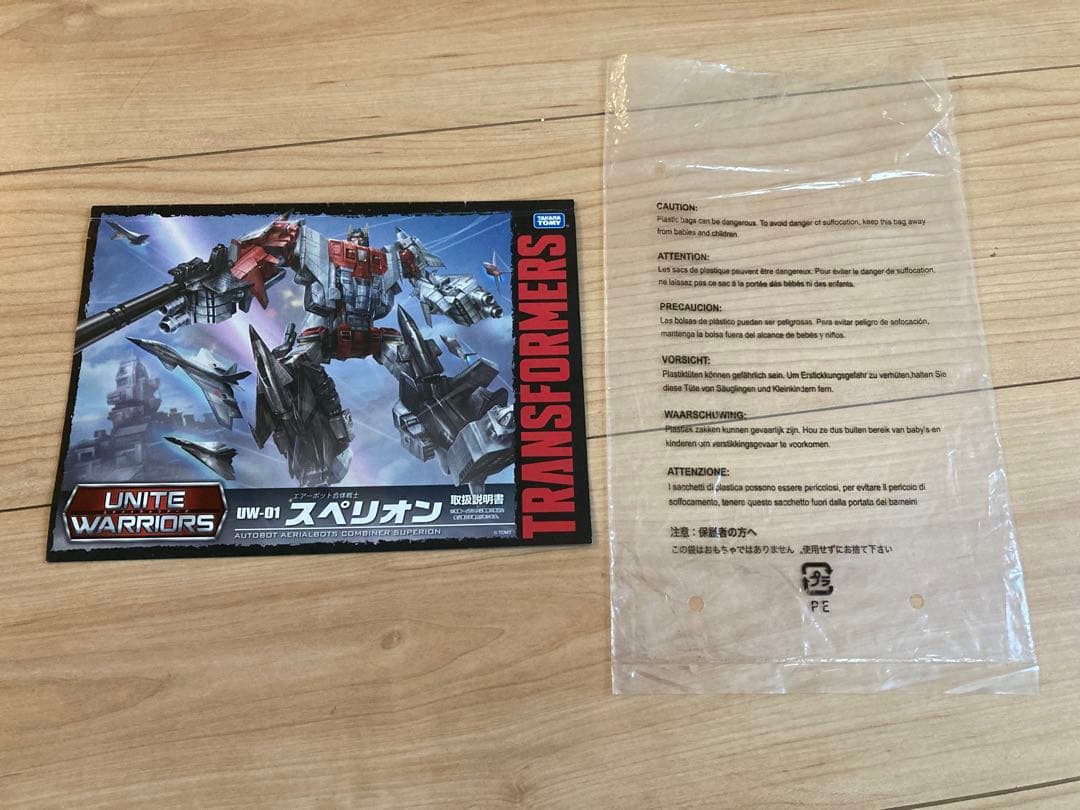 TAKARA
TOMY
TRANSFORMERS
UNITE
WARRIORS
エアーボット合体戦士
UW-01 スペリオン
取扱説明書
AUTOBOT AERIALBOTS COMBINER SUPERION
© TOMY
CAUTION:
Plastic bags can be dangerous. To avoid danger of suffocation, keep this bag away
from babies and children.
ATTENTION:
Les sacs de plastique peuvent être dangereux. Pour éviter le danger de suffocation,
ne laissez pas ce sac à la portée dés bébés ni des enfants.
PRECAUCION:
Las bolsas de plástico puedan ser peligrosas. Para evitar peligro de sofocación,
mantenga la bolsa fuera del alcance de bebés y niños.
VORSICHT:
Plastiktüten können gefährlich sein. Um Ersticklungsgefahr zu verhüten,halten Sie
diese Tüte von Säuglingen und Kleinkindern fern.
WAARSCHUWING:
Plastiek zakken kunnen gevaarlijk zijn. Hou ze dus buiten bereik van baby's en
kinderen om verstikkingsgevaar te voorkomen.
ATTENZIONE:
I sacchetti di plastica possono essere pericolosi, per evitare il pericolo di
soffocamento, tenere questo sacchetto fuori dalla portata dei bameini
注意：保護者の方へ
この袋はおもちゃではありません 。使用せずにお捨て下さい
プラ
PE